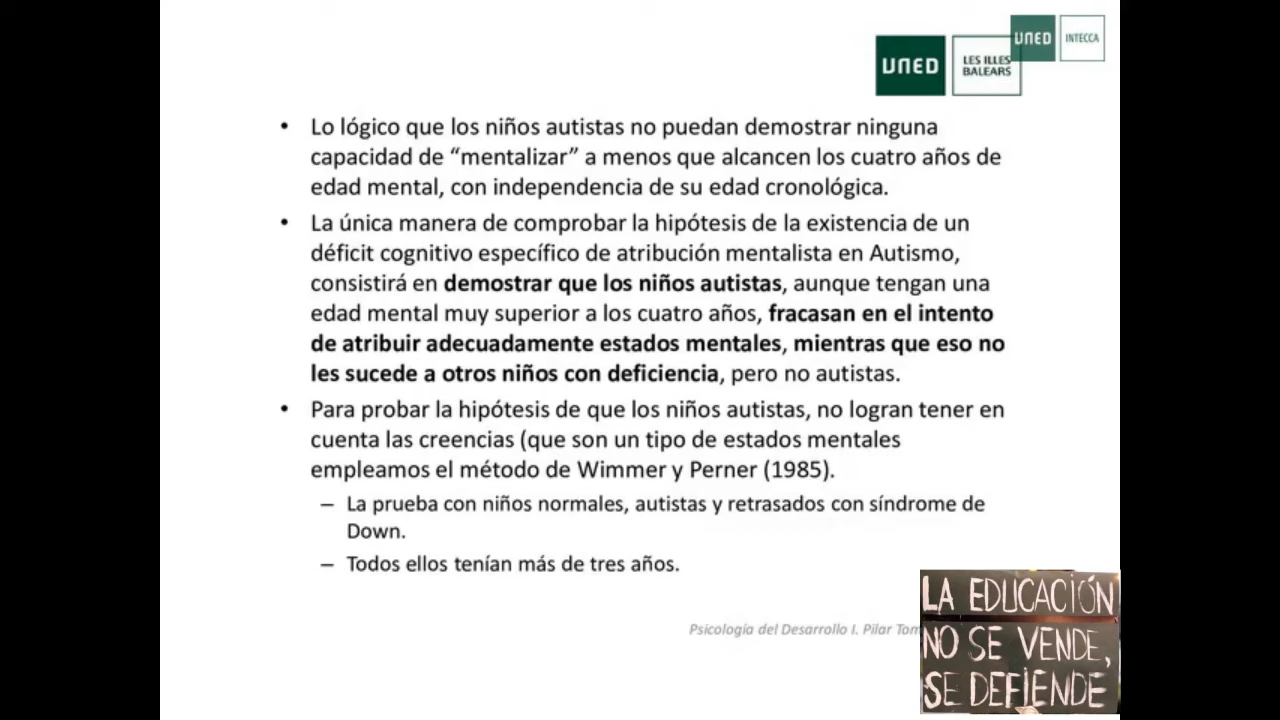 UNED
INTECCA
UNED
LES ILLES
BALEARS
• Lo lógico que los niños autistas no puedan demostrar ninguna
capacidad de “mentalizar” a menos que alcancen los cuatro años de
edad mental, con independencia de su edad cronológica.
• La única manera de comprobar la hipótesis de la existencia de un
déficit cognitivo específico de atribución mentalista en Autismo,
consistirá en demostrar que los niños autistas, aunque tengan una
edad mental muy superior a los cuatro años, fracasan en el intento
de atribuir adecuadamente estados mentales, mientras que eso no
les sucede a otros niños con deficiencia, pero no autistas.
• Para probar la hipótesis de que los niños autistas, no logran tener en
cuenta las creencias (que son un tipo de estados mentales
empleamos el método de Wimmer y Perner (1985).
– La prueba con niños normales, autistas y retrasados con síndrome de
Down.
– Todos ellos tenían más de tres años.
Psicología del Desarrollo I. Pilar
LA EDUCACIÓN
NO SE VENDE,
SE DEFIENDE